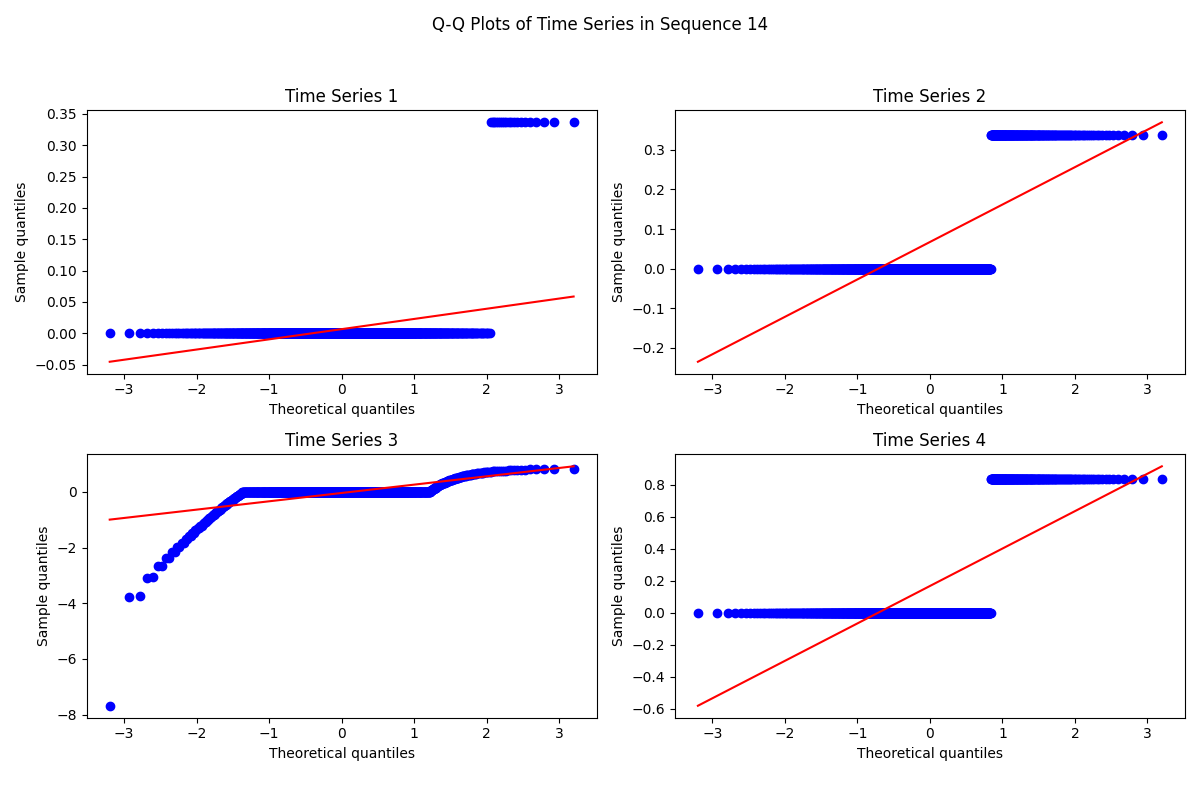 Q-Q Plots of Time Series in Sequence 14
Time Series 1
0.35
0.30
0.25
0.20
0.15
0.10
0.05
0.00
−0.05
Sample quantiles
−3 −2 −1 0 1 2 3
Theoretical quantiles
Time Series 2
0.3
0.2
0.1
0.0
−0.1
−0.2
Sample quantiles
−3 −2 −1 0 1 2 3
Theoretical quantiles
Time Series 3
0
−2
−4
−6
−8
Sample quantiles
−3 −2 −1 0 1 2 3
Theoretical quantiles
Time Series 4
0.8
0.6
0.4
0.2
0.0
−0.2
−0.4
−0.6
Sample quantiles
−3 −2 −1 0 1 2 3
Theoretical quantiles